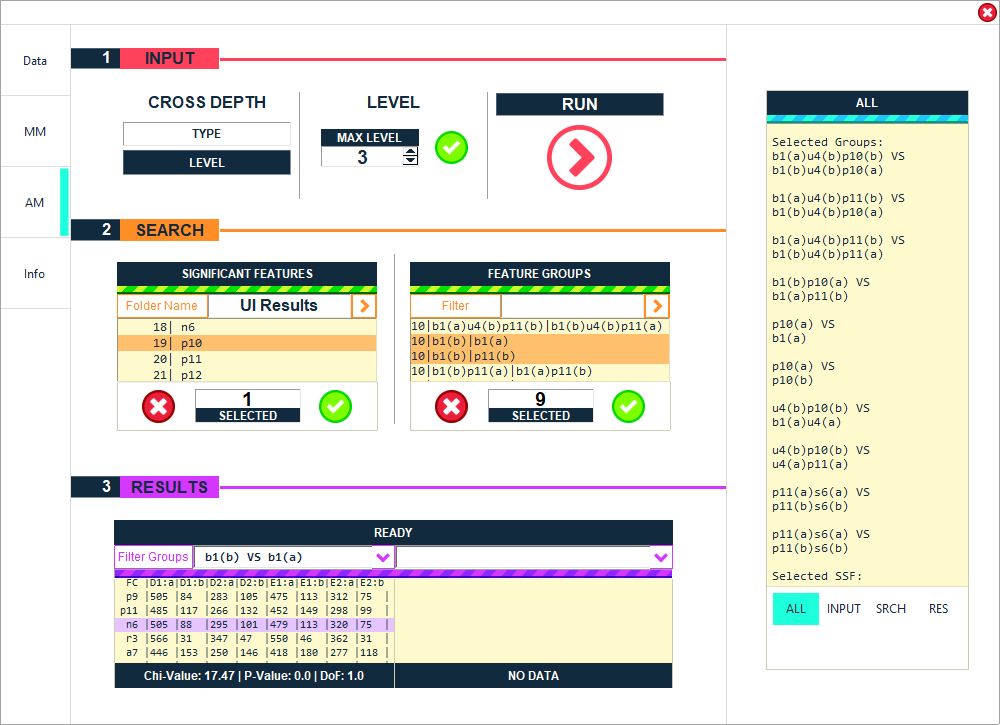 Data
MM
AM
Info
1 INPUT
CROSS DEPTH
TYPE
LEVEL
LEVEL
MAX LEVEL
3
RUN
2 SEARCH
SIGNIFICANT FEATURES
Folder Name UI Results
18| n6
19| p10
20| p11
21| p12
1
SELECTED
FEATURE GROUPS
Filter
10|b1(a)u4(b)p11(b)|b1(b)u4(b)p11(a)
10|b1(b)|b1(a)
10|b1(b)|p11(b)
10|b1(b)p11(a)|b1(a)p11(b)
9
SELECTED
3 RESULTS
READY
Filter Groups b1(b) VS b1(a)
FC |D1:a|D1:b|D2:a|D2:b|E1:a|E1:b|E2:a|E2:b
p9 |505 |84 |283 |105 |475 |113 |312 |75 |
p11 |485 |117 |266 |132 |452 |149 |298 |99 |
n6 |505 |88 |295 |101 |479 |113 |320 |75 |
r3 |566 |31 |347 |47 |550 |46 |362 |31 |
a7 |446 |153 |250 |146 |418 |180 |277 |118 |
Chi-Value: 17.47 | P-Value: 0.0 | DoF: 1.0
NO DATA
ALL
Selected Groups:
b1(a)u4(b)p10(b) VS
b1(b)u4(b)p10(a)
b1(a)u4(b)p11(b) VS
b1(b)u4(b)p10(a)
b1(a)u4(b)p11(b) VS
b1(b)u4(b)p11(a)
b1(b)p10(a) VS
b1(a)p11(b)
p10(a) VS
b1(a)
p10(a) VS
p10(b)
u4(b)p10(b) VS
b1(a)u4(a)
u4(b)p10(b) VS
u4(a)p11(a)
p11(a)s6(a) VS
p11(b)s6(b)
p11(a)s6(a) VS
p11(b)s6(b)
Selected SSF:
ALL INPUT SRCH RES